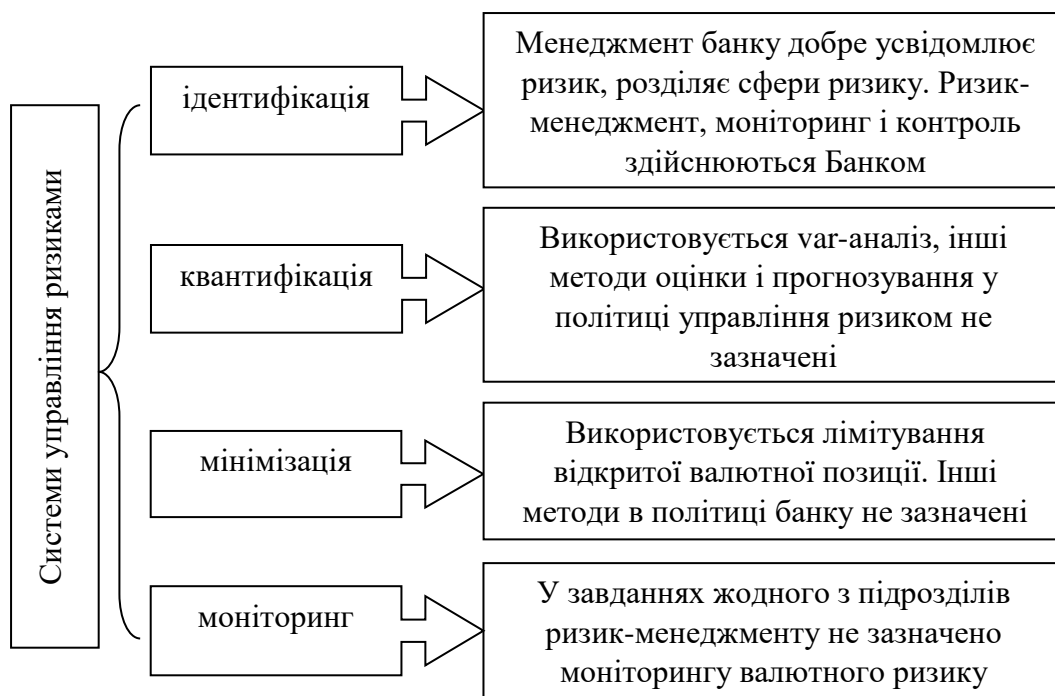 Системи управління ризиками
ідентифікація
Менеджмент банку добре усвідомлює
ризик, розділяє сфери ризику. Ризик-
менеджмент, моніторинг і контроль
здійснюються Банком
квантифікація
Використовується var-аналіз, інші
методи оцінки і прогнозування у
політиці управління ризиком не
зазначені
мінімізація
Використовується лімітування
відкритої валютної позиції. Інші
методи в політиці банку не зазначені
моніторинг
У завданнях жодного з підрозділів
ризик-менеджменту не зазначено
моніторингу валютного ризику